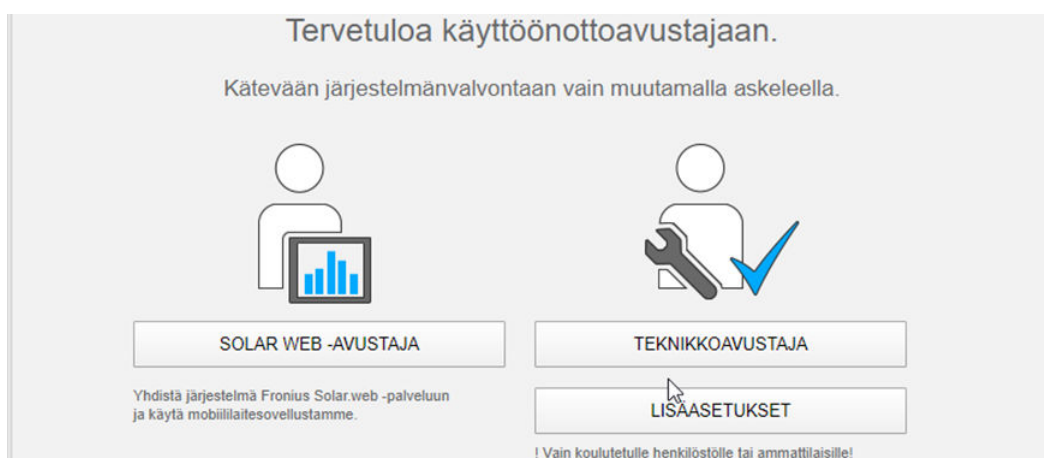 Tervetuloa käyttöönottoavustajaan.
Kätevään järjestelmänvalvontaan vain muutamalla askeleella.
SOLAR WEB -AVUSTAJA
Yhdistä järjestelmä Fronius Solar.web -palveluun
ja käytä mobiililaitesovellustamme.
TEKNIKKOAVUSTAJA
LISÄASETUKSET
! Vain koulutetulle henkilöstölle tai ammattilaisille!